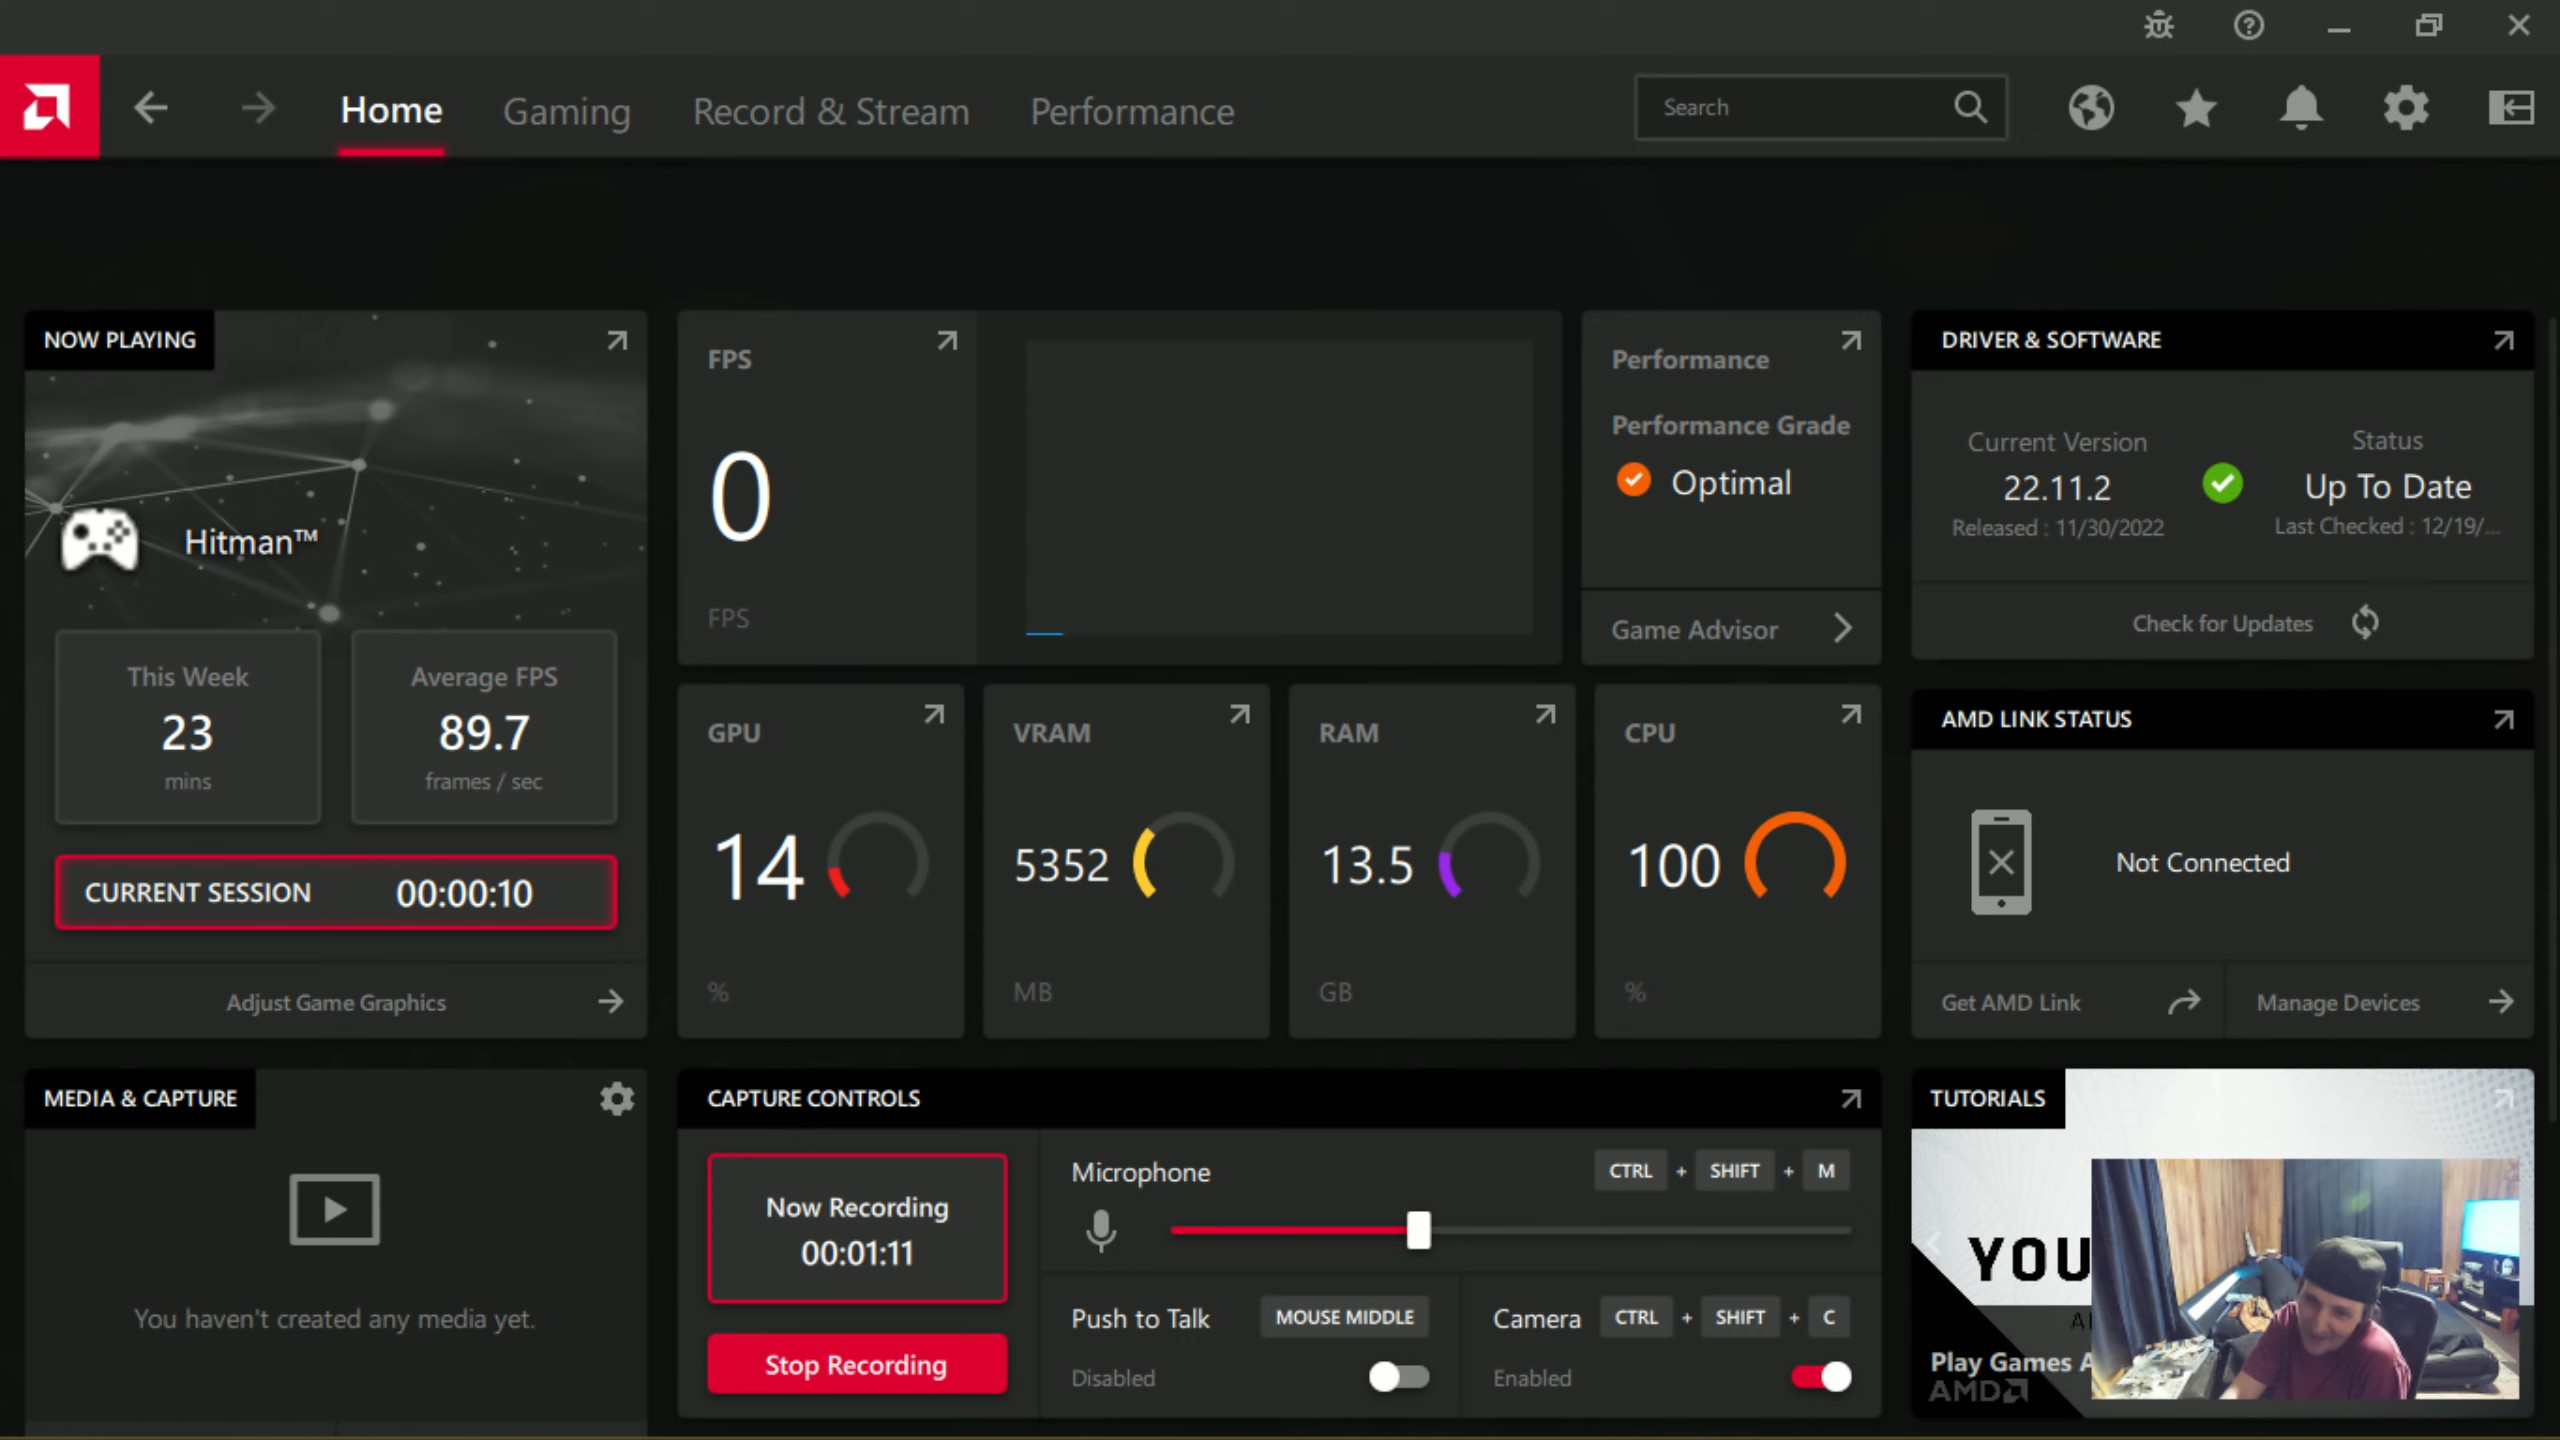 Home
Gaming
Record & Stream
Performance
Search
NOW PLAYING
Hitman™
This Week
23
mins
Average FPS
89.7
frames / sec
CURRENT SESSION 00:00:10
Adjust Game Graphics
FPS
0
FPS
Performance
Performance Grade
Optimal
Game Advisor
DRIVER & SOFTWARE
Current Version
22.11.2
Released : 11/30/2022
Status
Up To Date
Last Checked : 12/19/...
Check for Updates
GPU
14
%
VRAM
5352
MB
RAM
13.5
GB
CPU
100
%
AMD LINK STATUS
Not Connected
Get AMD Link
Manage Devices
MEDIA & CAPTURE
You haven't created any media yet.
CAPTURE CONTROLS
Now Recording
00:01:11
Stop Recording
Microphone
CTRL + SHIFT + M
Push to Talk
MOUSE MIDDLE
Disabled
Camera
CTRL + SHIFT + C
Enabled
TUTORIALS
YOU
Play Games A
AMD